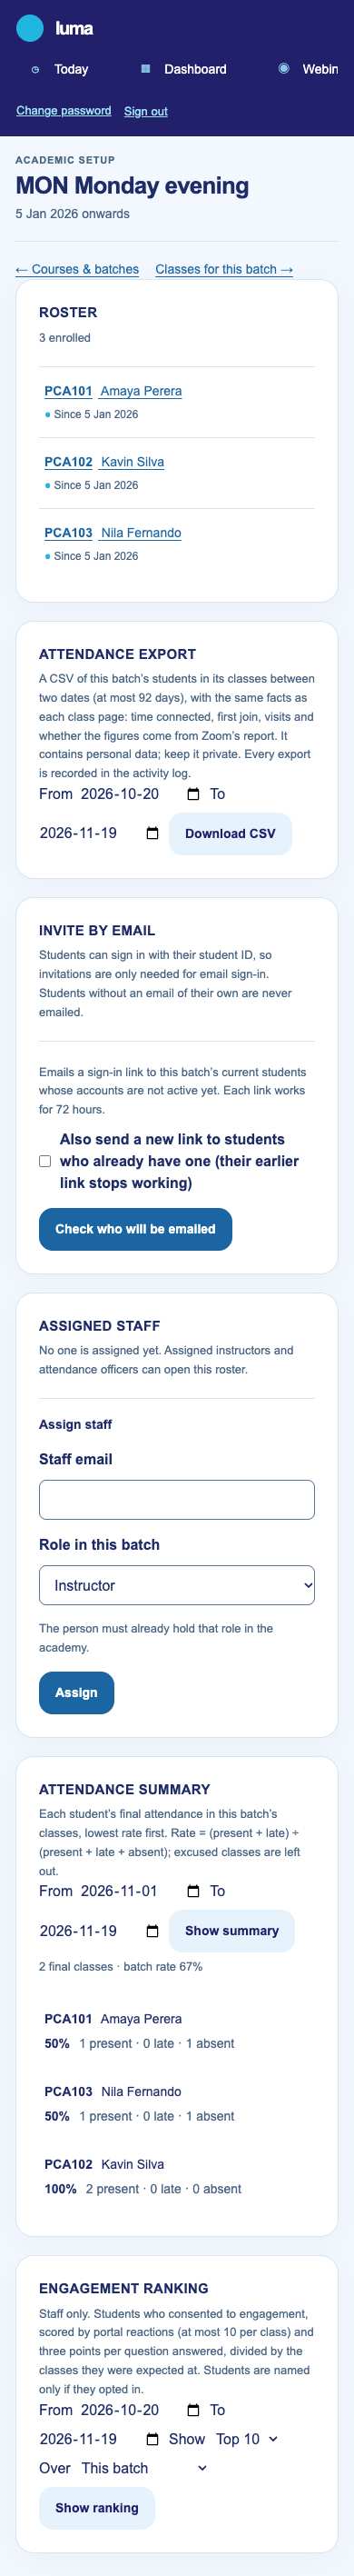 luma
Today Dashboard Webin
Change password Sign out
ACADEMIC SETUP
MON Monday evening
5 Jan 2026 onwards
← Courses & batches Classes for this batch →
ROSTER
3 enrolled
PCA101 Amaya Perera
Since 5 Jan 2026
PCA102 Kavin Silva
Since 5 Jan 2026
PCA103 Nila Fernando
Since 5 Jan 2026
ATTENDANCE EXPORT
A CSV of this batch's students in its classes between
two dates (at most 92 days), with the same facts as
each class page: time connected, first join, visits and
whether the figures come from Zoom's report. It
contains personal data; keep it private. Every export
is recorded in the activity log.
From 2026-10-20 To
2026-11-19 Download CSV
INVITE BY EMAIL
Students can sign in with their student ID, so
invitations are only needed for email sign-in.
Students without an email of their own are never
emailed.
Emails a sign-in link to this batch's current students
whose accounts are not active yet. Each link works
for 72 hours.
Also send a new link to students
who already have one (their earlier
link stops working)
Check who will be emailed
ASSIGNED STAFF
No one is assigned yet. Assigned instructors and
attendance officers can open this roster.
Assign staff
Staff email
Role in this batch
Instructor
The person must already hold that role in the
academy.
Assign
ATTENDANCE SUMMARY
Each student's final attendance in this batch's
classes, lowest rate first. Rate = (present + late) ÷
(present + late + absent); excused classes are left
out.
From 2026-11-01 To
2026-11-19 Show summary
2 final classes · batch rate 67%
PCA101 Amaya Perera
50% 1 present · 0 late · 1 absent
PCA103 Nila Fernando
50% 1 present · 0 late · 1 absent
PCA102 Kavin Silva
100% 2 present · 0 late · 0 absent
ENGAGEMENT RANKING
Staff only. Students who consented to engagement,
scored by portal reactions (at most 10 per class) and
three points per question answered, divided by the
classes they were expected at. Students are named
only if they opted in.
From 2026-10-20 To
2026-11-19 Show Top 10
Over This batch
Show ranking